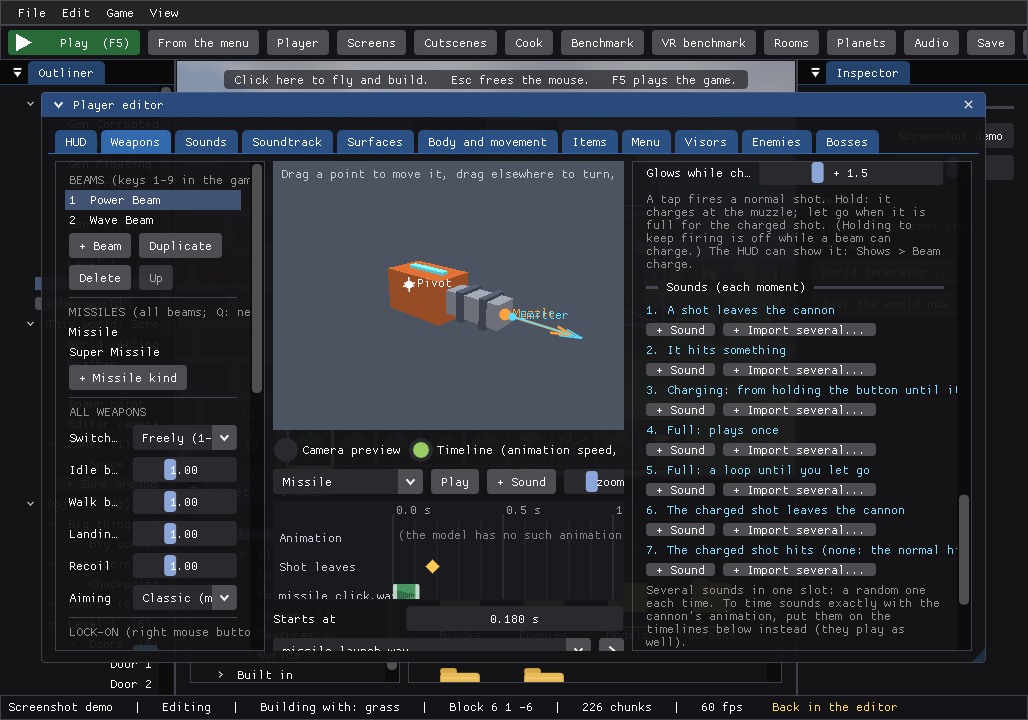 File Edit Game View
Play (F5) From the menu Player Screens Cutscenes Cook Benchmark VR benchmark Rooms Planets Audio Save
Outliner
Click here to fly and build. Esc frees the mouse. F5 plays the game.
Inspector
Player editor
HUD Weapons Sounds Soundtrack Surfaces Body and movement Items Menu Visors Enemies Bosses
BEAMS (keys 1-9 in the gam
1 Power Beam
2 Wave Beam
+ Beam Duplicate
Delete Up
MISSILES (all beams; Q: ne
Missile
Super Missile
+ Missile kind
ALL WEAPONS
Switch… Freely (1-
Idle b… 1.00
Walk b… 1.00
Landin… 1.00
Recoil 1.00
Aiming Classic (m
LOCK-ON (right mouse butto
Drag a point to move it, drag elsewhere to turn,
Pivot
Muzzle
Emitter
Camera preview Timeline (animation speed,
Missile Play + Sound zoom
0.0 s 0.5 s 1
Animation (the model has no such animation
Shot leaves
missile_click.wa
Starts at 0.180 s
missile_launch.wav
Glows while ch… + 1.5
A tap fires a normal shot. Hold: it
charges at the muzzle; let go when it is
full for the charged shot. (Holding to
keep firing is off while a beam can
charge.) The HUD can show it: Shows > Beam
charge.
Sounds (each moment)
1. A shot leaves the cannon
+ Sound + Import several...
2. It hits something
+ Sound + Import several...
3. Charging: from holding the button until it
+ Sound + Import several...
4. Full: plays once
+ Sound + Import several...
5. Full: a loop until you let go
+ Sound + Import several...
6. The charged shot leaves the cannon
+ Sound + Import several...
7. The charged shot hits (none: the normal h
+ Sound + Import several...
Several sounds in one slot: a random one
each time. To time sounds exactly with the
cannon's animation, put them on the
timelines below instead (they play as
well).
Door 1
Door 2
Built in
Screenshot demo | Editing | Building with: grass | Block 6 1 -6 | 226 chunks | 60 fps Back in the editor